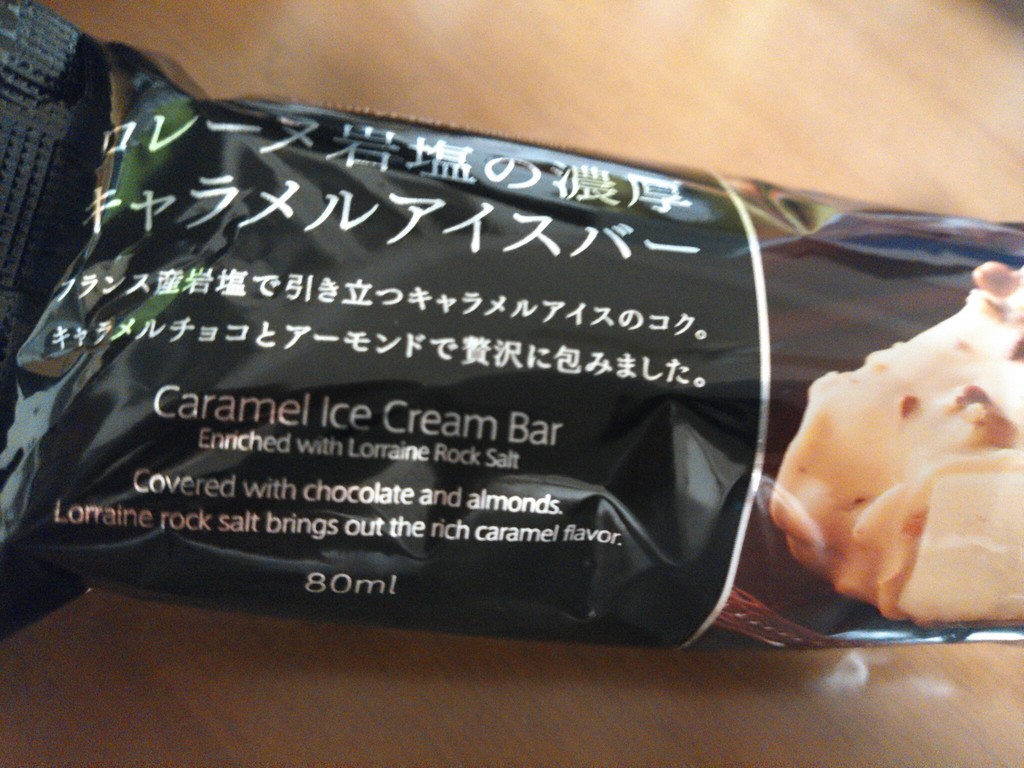 ロレーヌ岩塩の濃厚
キャラメルアイスバー
フランス産岩塩で引き立つキャラメルアイスのコク。
キャラメルチョコとアーモンドで贅沢に包みました。
Caramel Ice Cream Bar
Enriched with Lorraine Rock Salt
Covered with chocolate and almonds.
Lorraine rock salt brings out the rich caramel flavor.
80ml